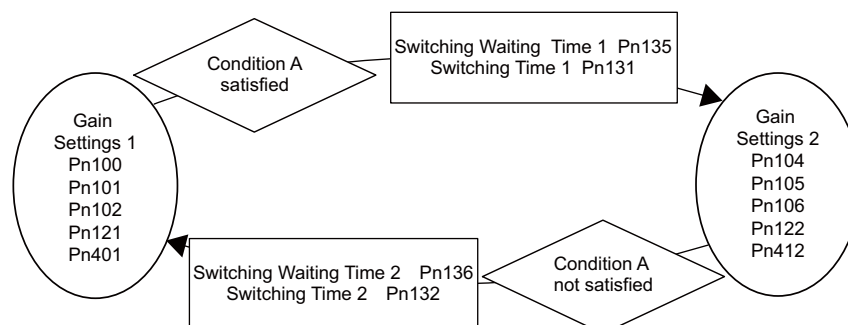 Condition A
satisfied
Switching Waiting Time 1 Pn135
Switching Time 1 Pn131
Gain
Settings 1
Pn100
Pn101
Pn102
Pn121
Pn401
Gain
Settings 2
Pn104
Pn105
Pn106
Pn122
Pn412
Switching Waiting Time 2 Pn136
Switching Time 2 Pn132
Condition A
not satisfied